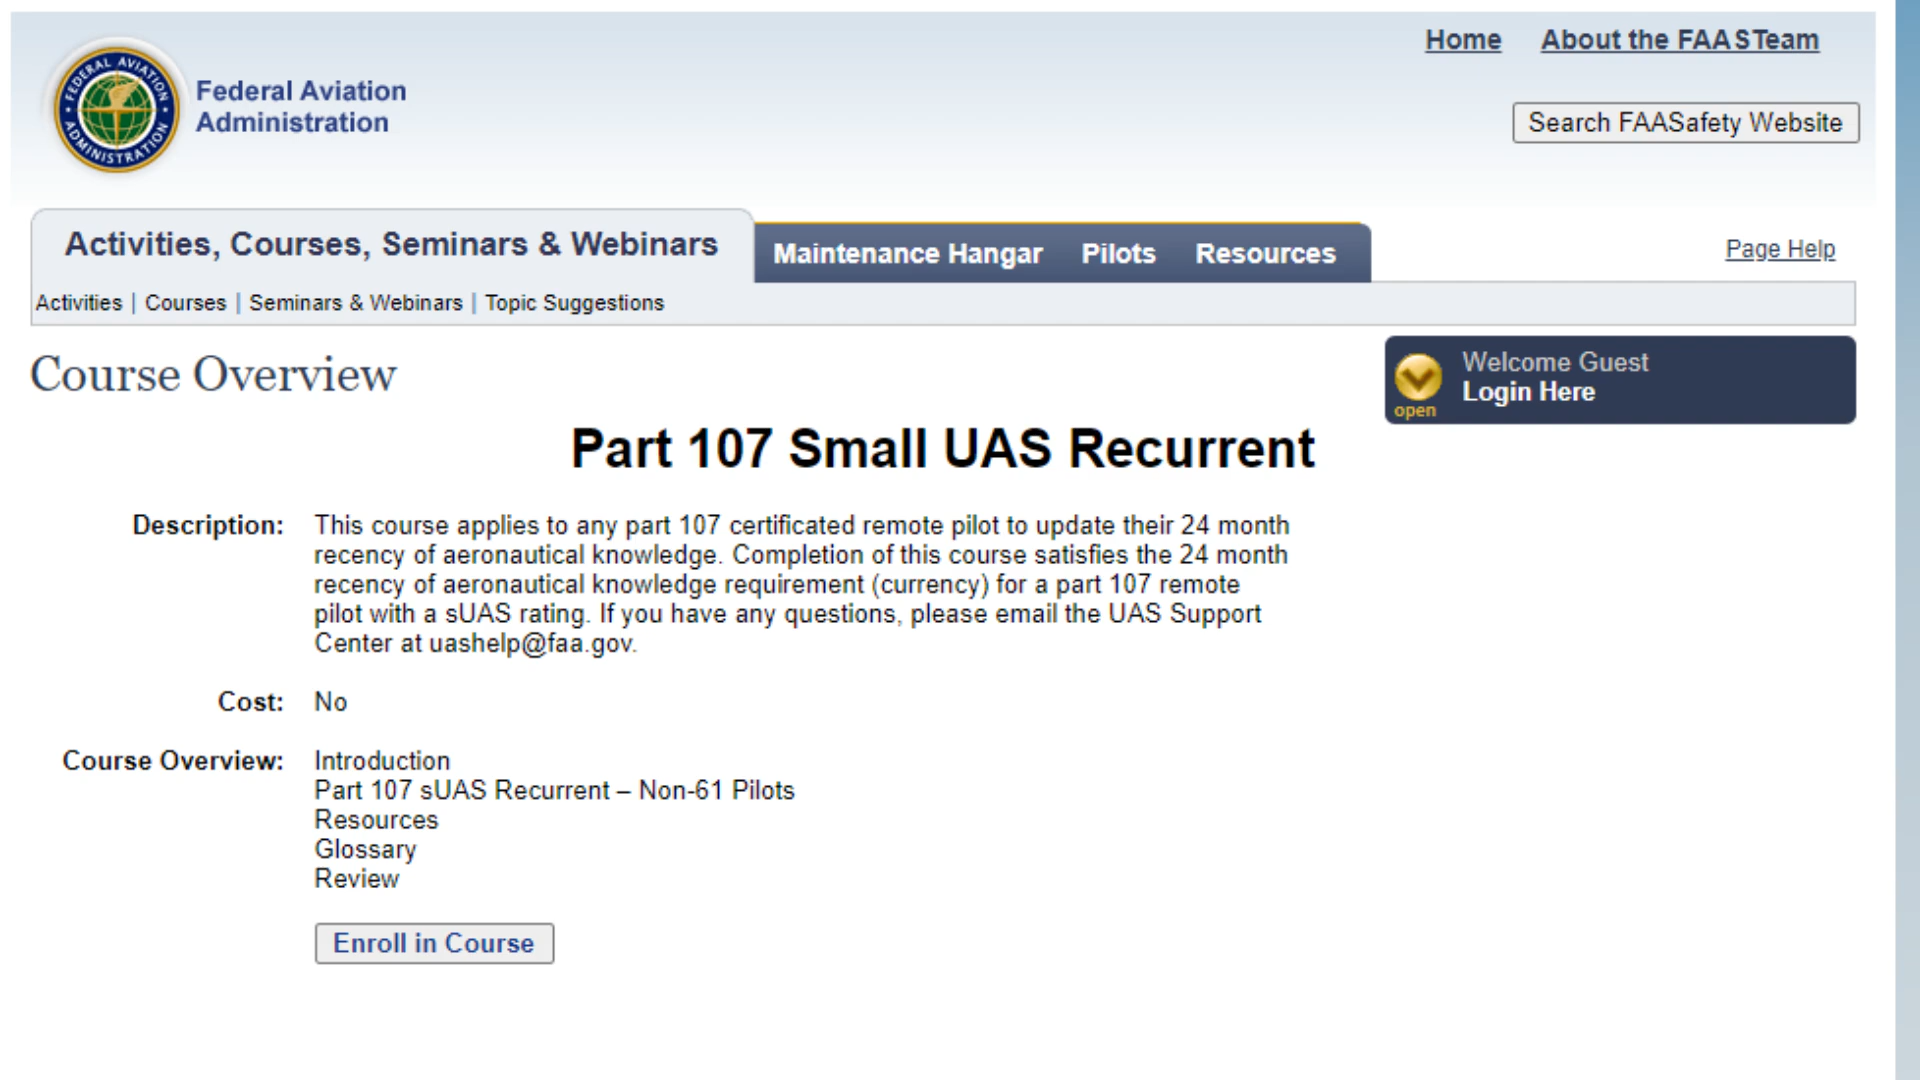 Home About the FAASTeam
FEDERAL AVIATION ADMINISTRATION
Federal Aviation
Administration
Search FAASafety Website
Activities, Courses, Seminars & Webinars Maintenance Hangar Pilots Resources
Page Help
Activities | Courses | Seminars & Webinars | Topic Suggestions
Course Overview
Welcome Guest
Login Here
open
Part 107 Small UAS Recurrent
Description: This course applies to any part 107 certificated remote pilot to update their 24 month
recency of aeronautical knowledge. Completion of this course satisfies the 24 month
recency of aeronautical knowledge requirement (currency) for a part 107 remote
pilot with a sUAS rating. If you have any questions, please email the UAS Support
Center at uashelp@faa.gov.
Cost: No
Course Overview: Introduction
Part 107 sUAS Recurrent – Non-61 Pilots
Resources
Glossary
Review
Enroll in Course